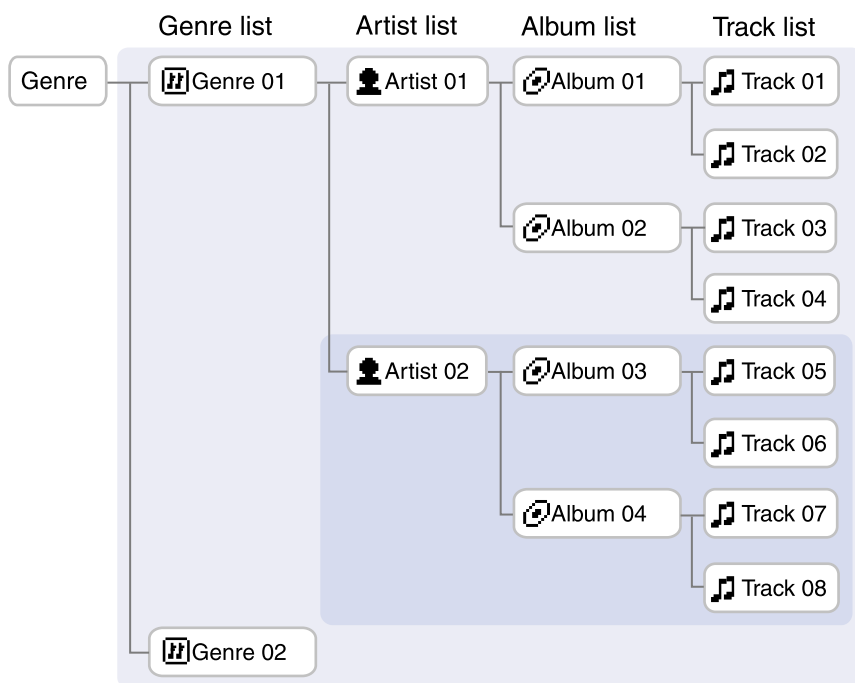 Genre list Artist list Album list Track list
Genre Genre 01 Artist 01 Album 01 Track 01
Track 02
Album 02 Track 03
Track 04
Artist 02 Album 03 Track 05
Track 06
Album 04 Track 07
Track 08
Genre 02